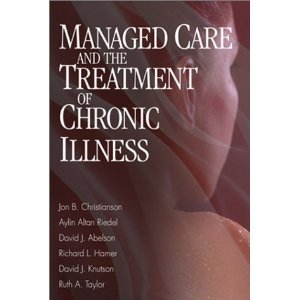 MANAGED CARE
AND THE
TREATMENT
OF
CHRONIC
ILLNESS
Jon B. Christianson
Aylin Altan Riedel
David J. Abelson
Richard L. Hamer
David J. Knutson
Ruth A. Taylor